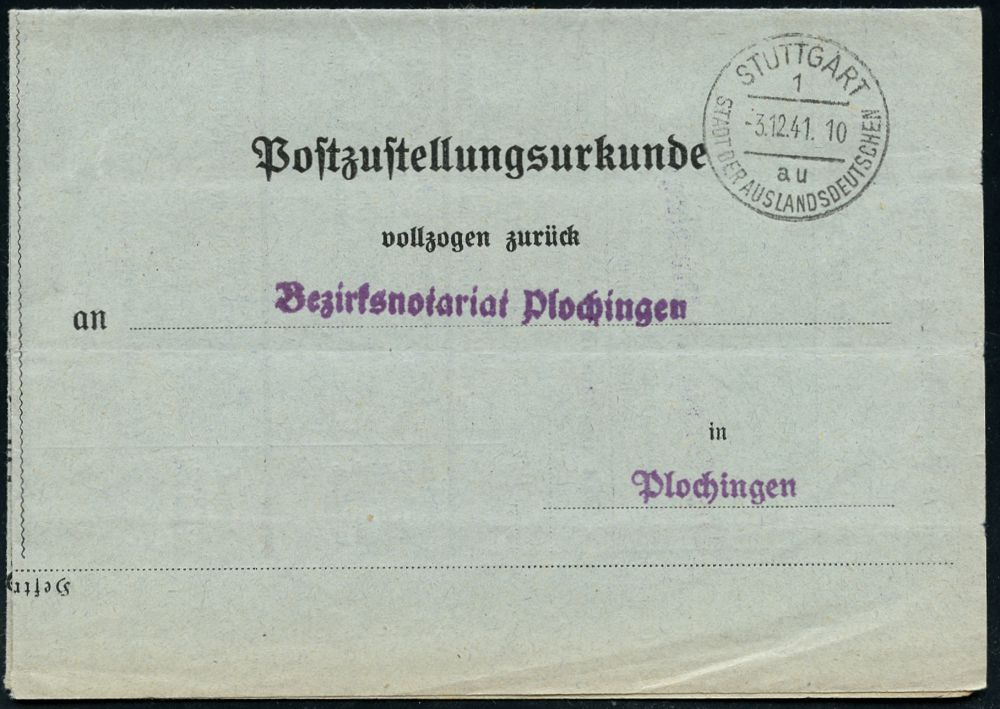 STUTTGART
1
-3.12.41. 10
au
STADT DER AUSLANDSDEUTSCHEN
Postzustellungsurkunde
vollzogen zurück
an Bezirksnotariat Plochingen
in
Plochingen